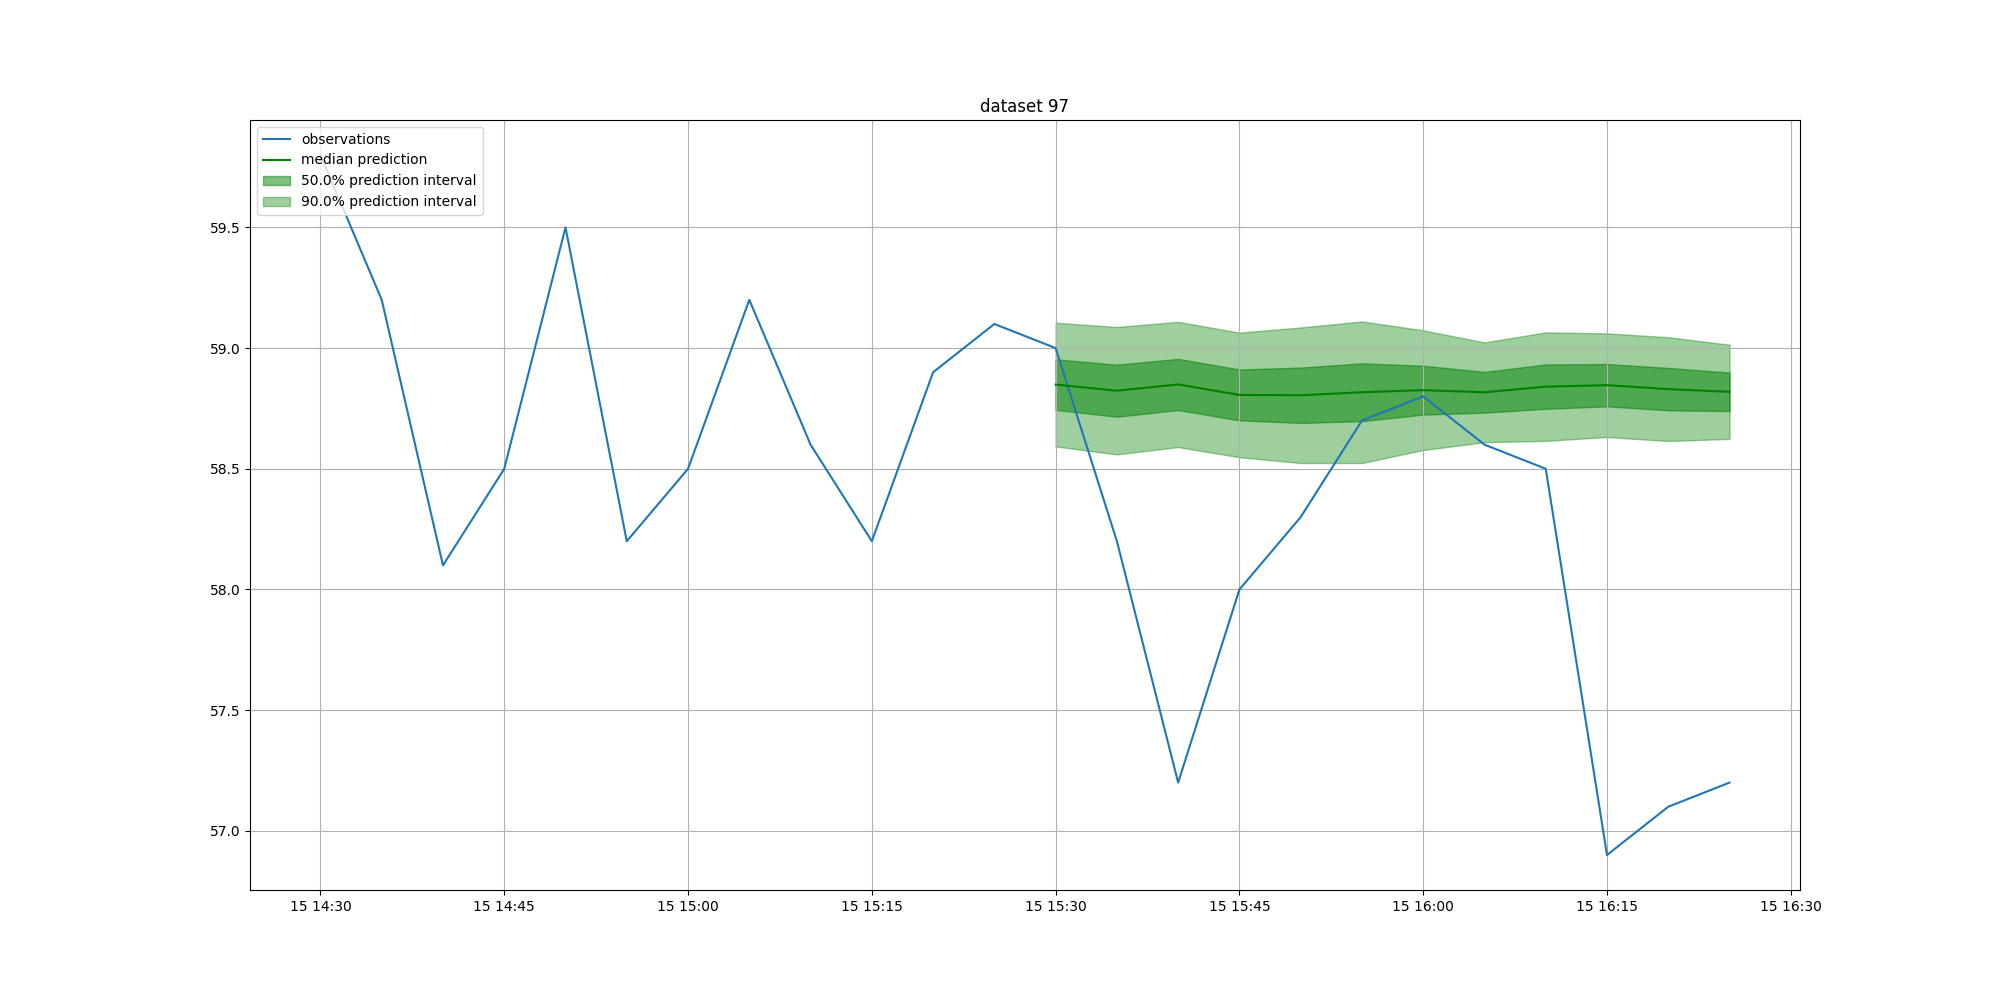 dataset 97
observations
median prediction
50.0% prediction interval
90.0% prediction interval
59.5
59.0
58.5
58.0
57.5
57.0
15 14:30 15 14:45 15 15:00 15 15:15 15 15:30 15 15:45 15 16:00 15 16:15 15 16:30